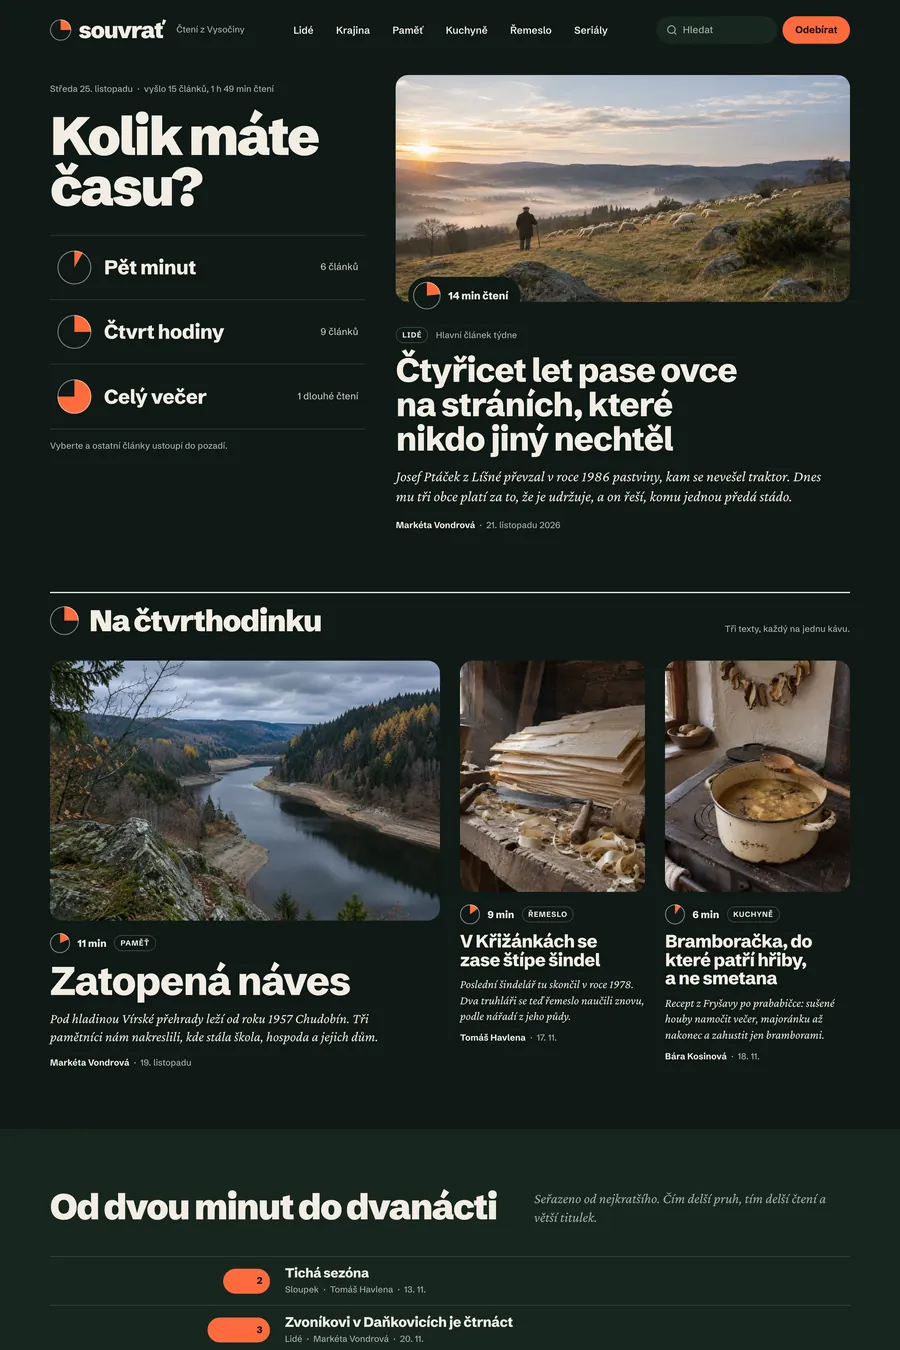 souvrať
Čtení z Vysočiny
Lidé
Krajina
Paměť
Kuchyně
Řemeslo
Seriály
Hledat
Odebírat
Středa 25. listopadu · vyšlo 15 článků, 1 h 49 min čtení
Kolik máte
času?
Pět minut
6 článků
Čtvrt hodiny
9 článků
Celý večer
1 dlouhé čtení
Vyberte a ostatní články ustoupí do pozadí.
14 min čtení
LIDÉ
Hlavní článek týdne
Čtyřicet let pase ovce
na stráních, které
nikdo jiný nechtěl
Josef Ptáček z Líšné převzal v roce 1986 pastviny, kam se nevešel traktor. Dnes
mu tři obce platí za to, že je udržuje, a on řeší, komu jednou předá stádo.
Markéta Vondrová · 21. listopadu 2026
Na čtvrthodinku
Tři texty, každý na jednu kávu.
11 min
PAMĚŤ
Zatopená náves
Pod hladinou Vírské přehrady leží od roku 1957 Chudobín. Tři
pamětníci nám nakreslili, kde stála škola, hospoda a jejich dům.
Markéta Vondrová · 19. listopadu
9 min
ŘEMESLO
V Křižánkách se
zase štípe šindel
Poslední šindelář tu skončil v roce 1978.
Dva truhláři se teď řemeslo naučili znovu,
podle nářadí z jeho půdy.
Tomáš Havlena · 17. 11.
6 min
KUCHYNĚ
Bramboračka, do
které patří hřiby,
a ne smetana
Recept z Fryšavy po prababičce: sušené
houby namočit večer, majoránku až
nakonec a zahustit jen bramborami.
Bára Kosinová · 18. 11.
Od dvou minut do dvanácti
Seřazeno od nejkratšího. Čím delší pruh, tím delší čtení a
větší titulek.
2
Tichá sezóna
Sloupek · Tomáš Havlena · 13. 11.
3
Zvoníkovi v Daňkovicích je čtrnáct
Lidé · Markéta Vondrová · 20. 11.